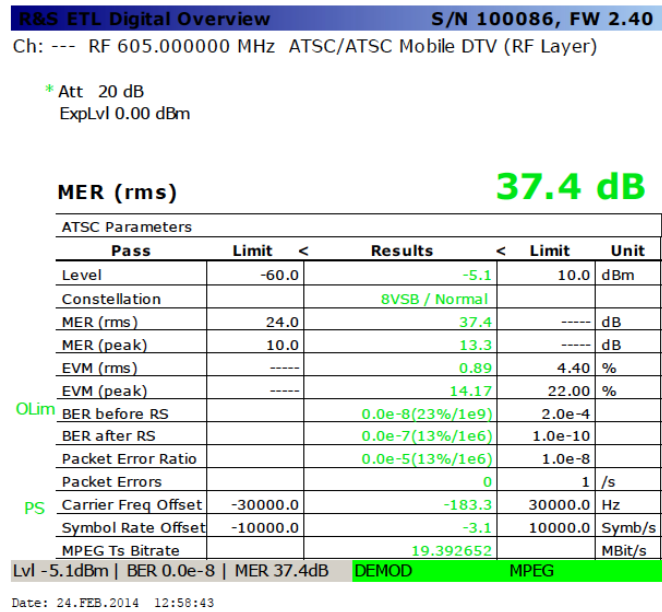 R&S ETL Digital Overview S/N 100086, FW 2.40
Ch: --- RF 605.000000 MHz ATSC/ATSC Mobile DTV (RF Layer)
* Att 20 dB
ExpLvl 0.00 dBm
MER (rms) 37.4 dB
ATSC Parameters
Pass Limit < Results < Limit Unit
Level -60.0 -5.1 10.0 dBm
Constellation 8VSB / Normal
MER (rms) 24.0 37.4 ----- dB
MER (peak) 10.0 13.3 ----- dB
EVM (rms) ----- 0.89 4.40 %
EVM (peak) ----- 14.17 22.00 %
OLim
BER before RS 0.0e-8(23%/1e9) 2.0e-4
BER after RS 0.0e-7(13%/1e6) 1.0e-10
Packet Error Ratio 0.0e-5(13%/1e6) 1.0e-8
Packet Errors 0 1 /s
PS Carrier Freq Offset -30000.0 -183.3 30000.0 Hz
Symbol Rate Offset -10000.0 -3.1 10000.0 Symb/s
MPEG Ts Bitrate 19.392652 MBit/s
Lvl -5.1dBm | BER 0.0e-8 | MER 37.4dB DEMOD MPEG
Date: 24.FEB.2014 12:58:43